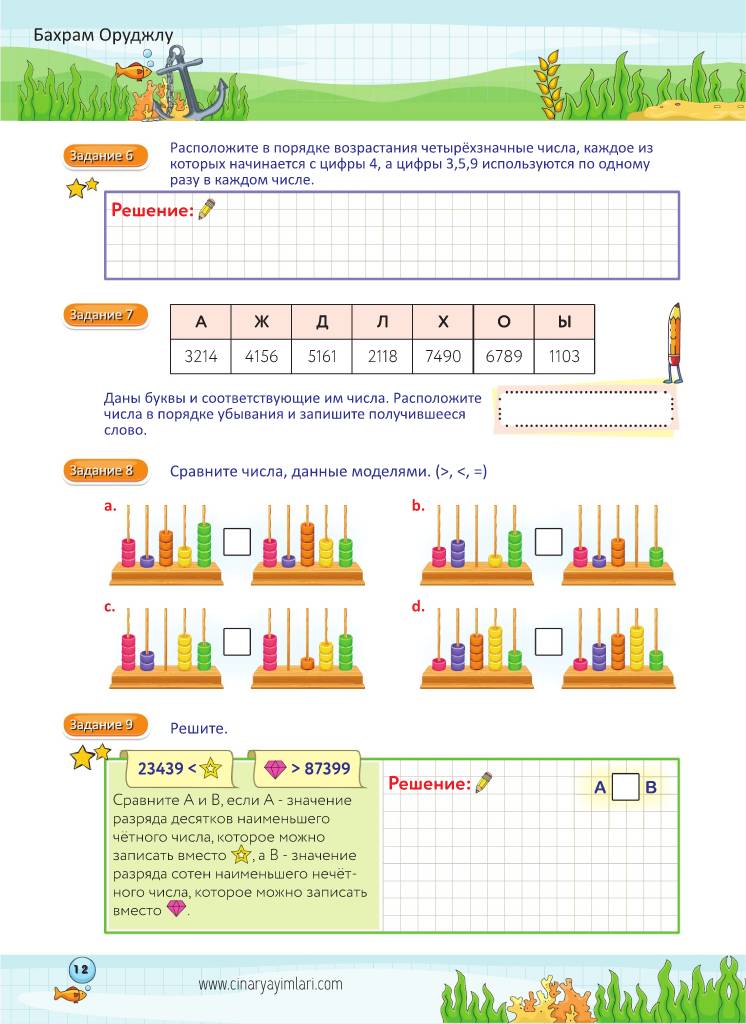 Бахрам Оруджлу
Задание 6
Расположите в порядке возрастания четырёхзначные числа, каждое из
которых начинается с цифры 4, а цифры 3,5,9 используются по одному
разу в каждом числе.
Решение:
Задание 7
А Ж Д Л Х О Ы
3214 4156 5161 2118 7490 6789 1103
Даны буквы и соответствующие им числа. Расположите
числа в порядке убывания и запишите получившееся
слово.
Задание 8
Сравните числа, данные моделями. (>, <, =)
a.
b.
c.
d.
Задание 9
Решите.
23439 <
> 87399
Сравните А и В, если А - значение
разряда десятков наименьшего
чётного числа, которое можно
записать вместо , а В - значение
разряда сотен наименьшего нечёт-
ного числа, которое можно записать
вместо .
Решение:
А В
12
www.cinaryayimlari.com